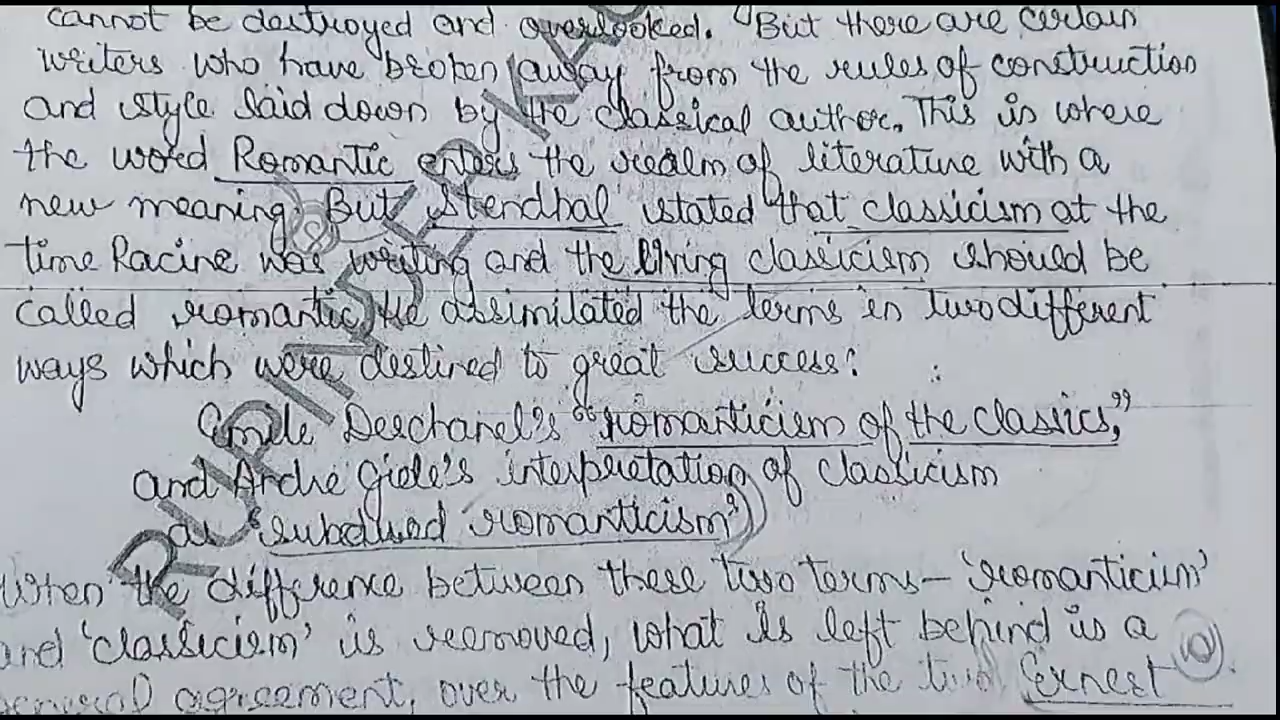 cannot be destroyed and overlooked. But there are certain
writers who have broken away from the rules of construction
and style laid down by the classical author. This is where
the word Romantic enters the realm of literature with a
new meaning. But Stendhal stated that classicism at the
time Racine was writing and the living classicism should be
called romantic, He assimilated the terms in two different
ways which were destined to great success:
Emile Deschanel's "romanticism of the classics,"
and Andre Giele's interpretation of classicism
as 'subdued romanticism'
When the difference between these two terms– 'romanticism'
and 'classicism' is removed, what is left behind is a
general agreement, over the features of the two. Ernest
10